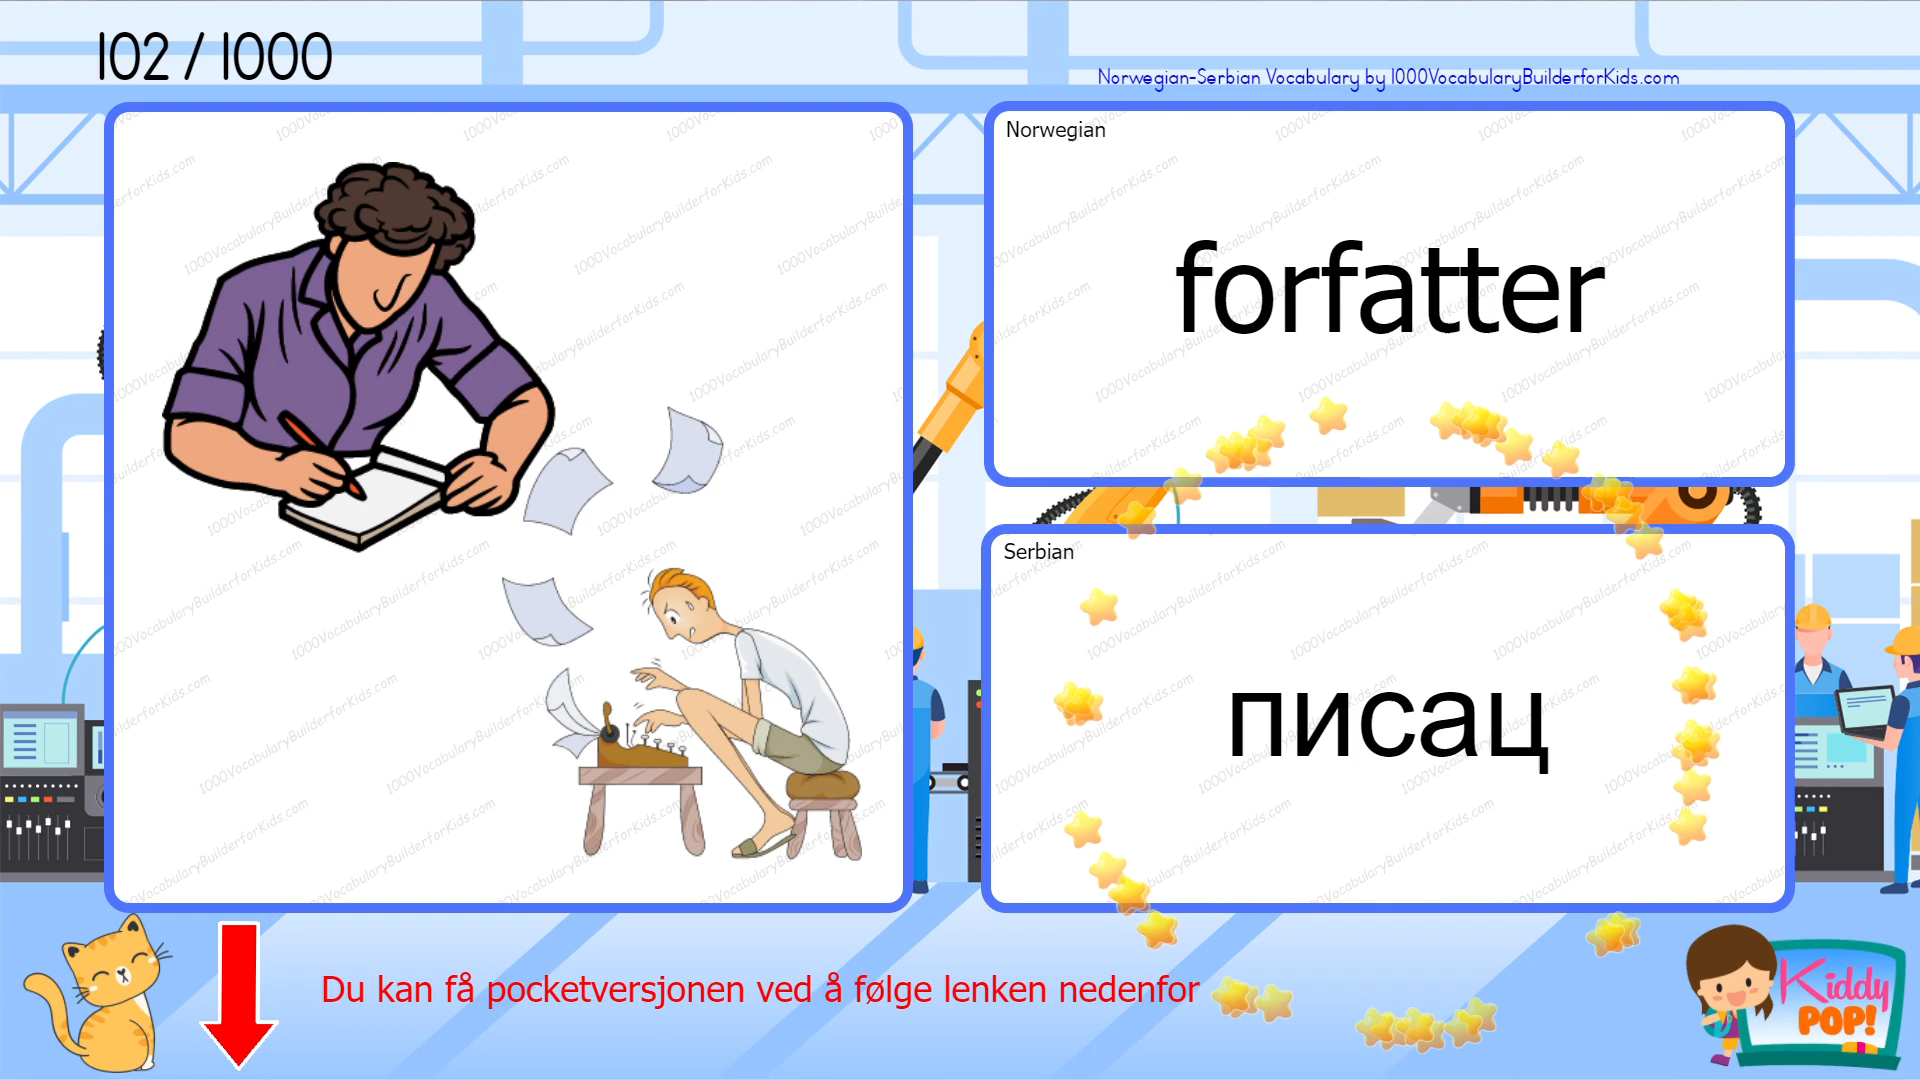 102 / 1000
Norwegian-Serbian Vocabulary by 1000VocabularyBuilderforKids.com
Norwegian
forfatter
Serbian
писац
Du kan få pocketversjonen ved å følge lenken nedenfor
Kiddy
POP!